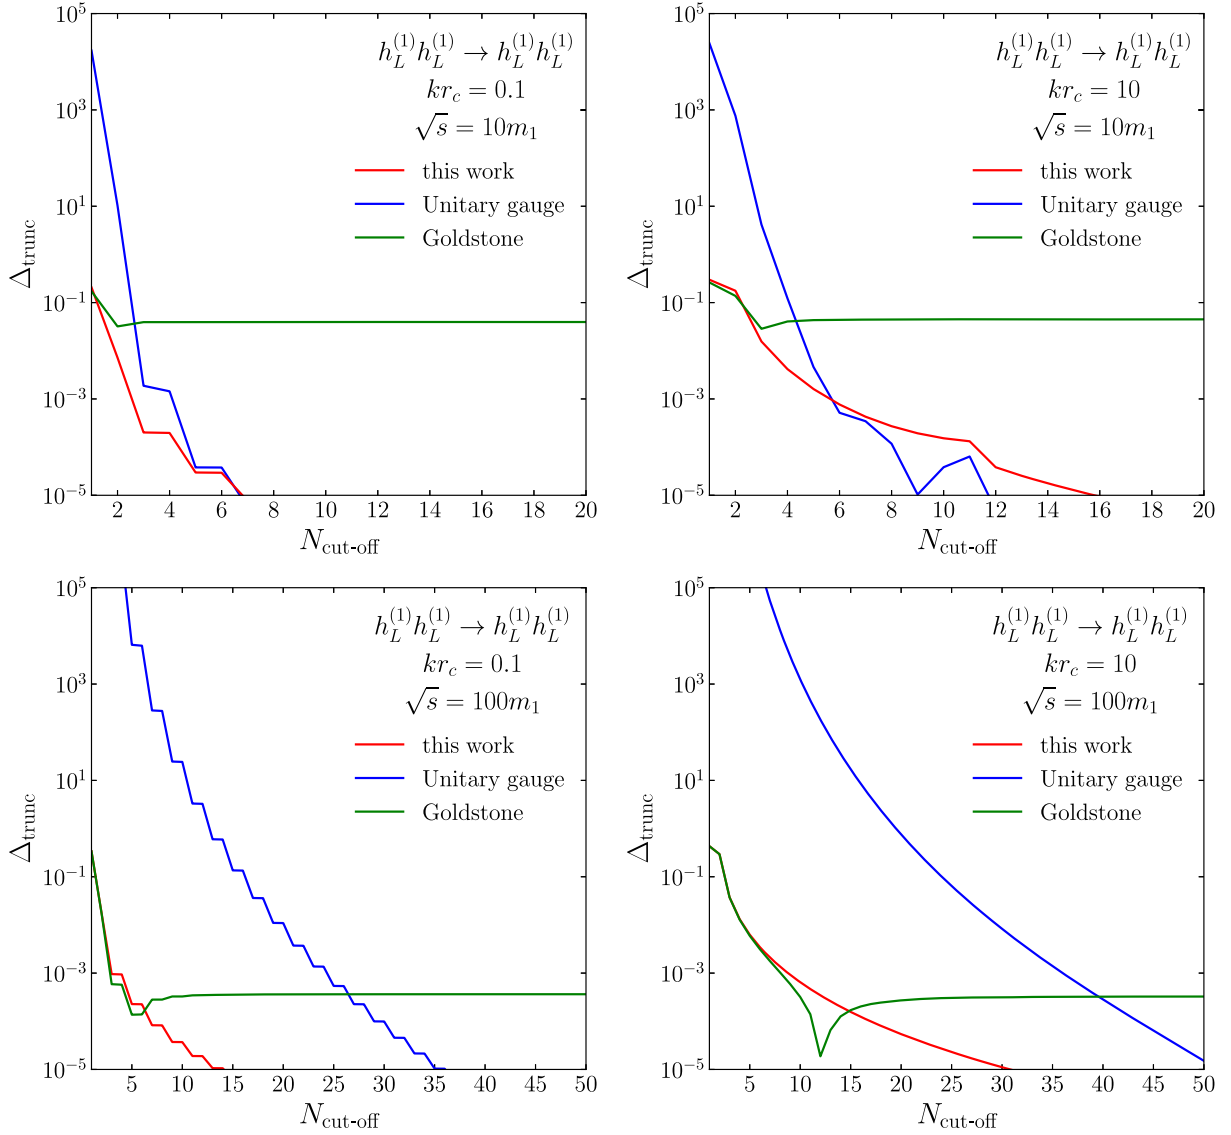 10^5
10^3
10^1
10^{-1}
10^{-3}
10^{-5}
Δ_trunc
h_L^{(1)} h_L^{(1)} → h_L^{(1)} h_L^{(1)}
kr_c = 0.1
√s = 10m_1
this work
Unitary gauge
Goldstone
2 4 6 8 10 12 14 16 18 20
N_cut-off
10^5
10^3
10^1
10^{-1}
10^{-3}
10^{-5}
Δ_trunc
h_L^{(1)} h_L^{(1)} → h_L^{(1)} h_L^{(1)}
kr_c = 10
√s = 10m_1
this work
Unitary gauge
Goldstone
2 4 6 8 10 12 14 16 18 20
N_cut-off
10^5
10^3
10^1
10^{-1}
10^{-3}
10^{-5}
Δ_trunc
h_L^{(1)} h_L^{(1)} → h_L^{(1)} h_L^{(1)}
kr_c = 0.1
√s = 100m_1
this work
Unitary gauge
Goldstone
5 10 15 20 25 30 35 40 45 50
N_cut-off
10^5
10^3
10^1
10^{-1}
10^{-3}
10^{-5}
Δ_trunc
h_L^{(1)} h_L^{(1)} → h_L^{(1)} h_L^{(1)}
kr_c = 10
√s = 100m_1
this work
Unitary gauge
Goldstone
5 10 15 20 25 30 35 40 45 50
N_cut-off